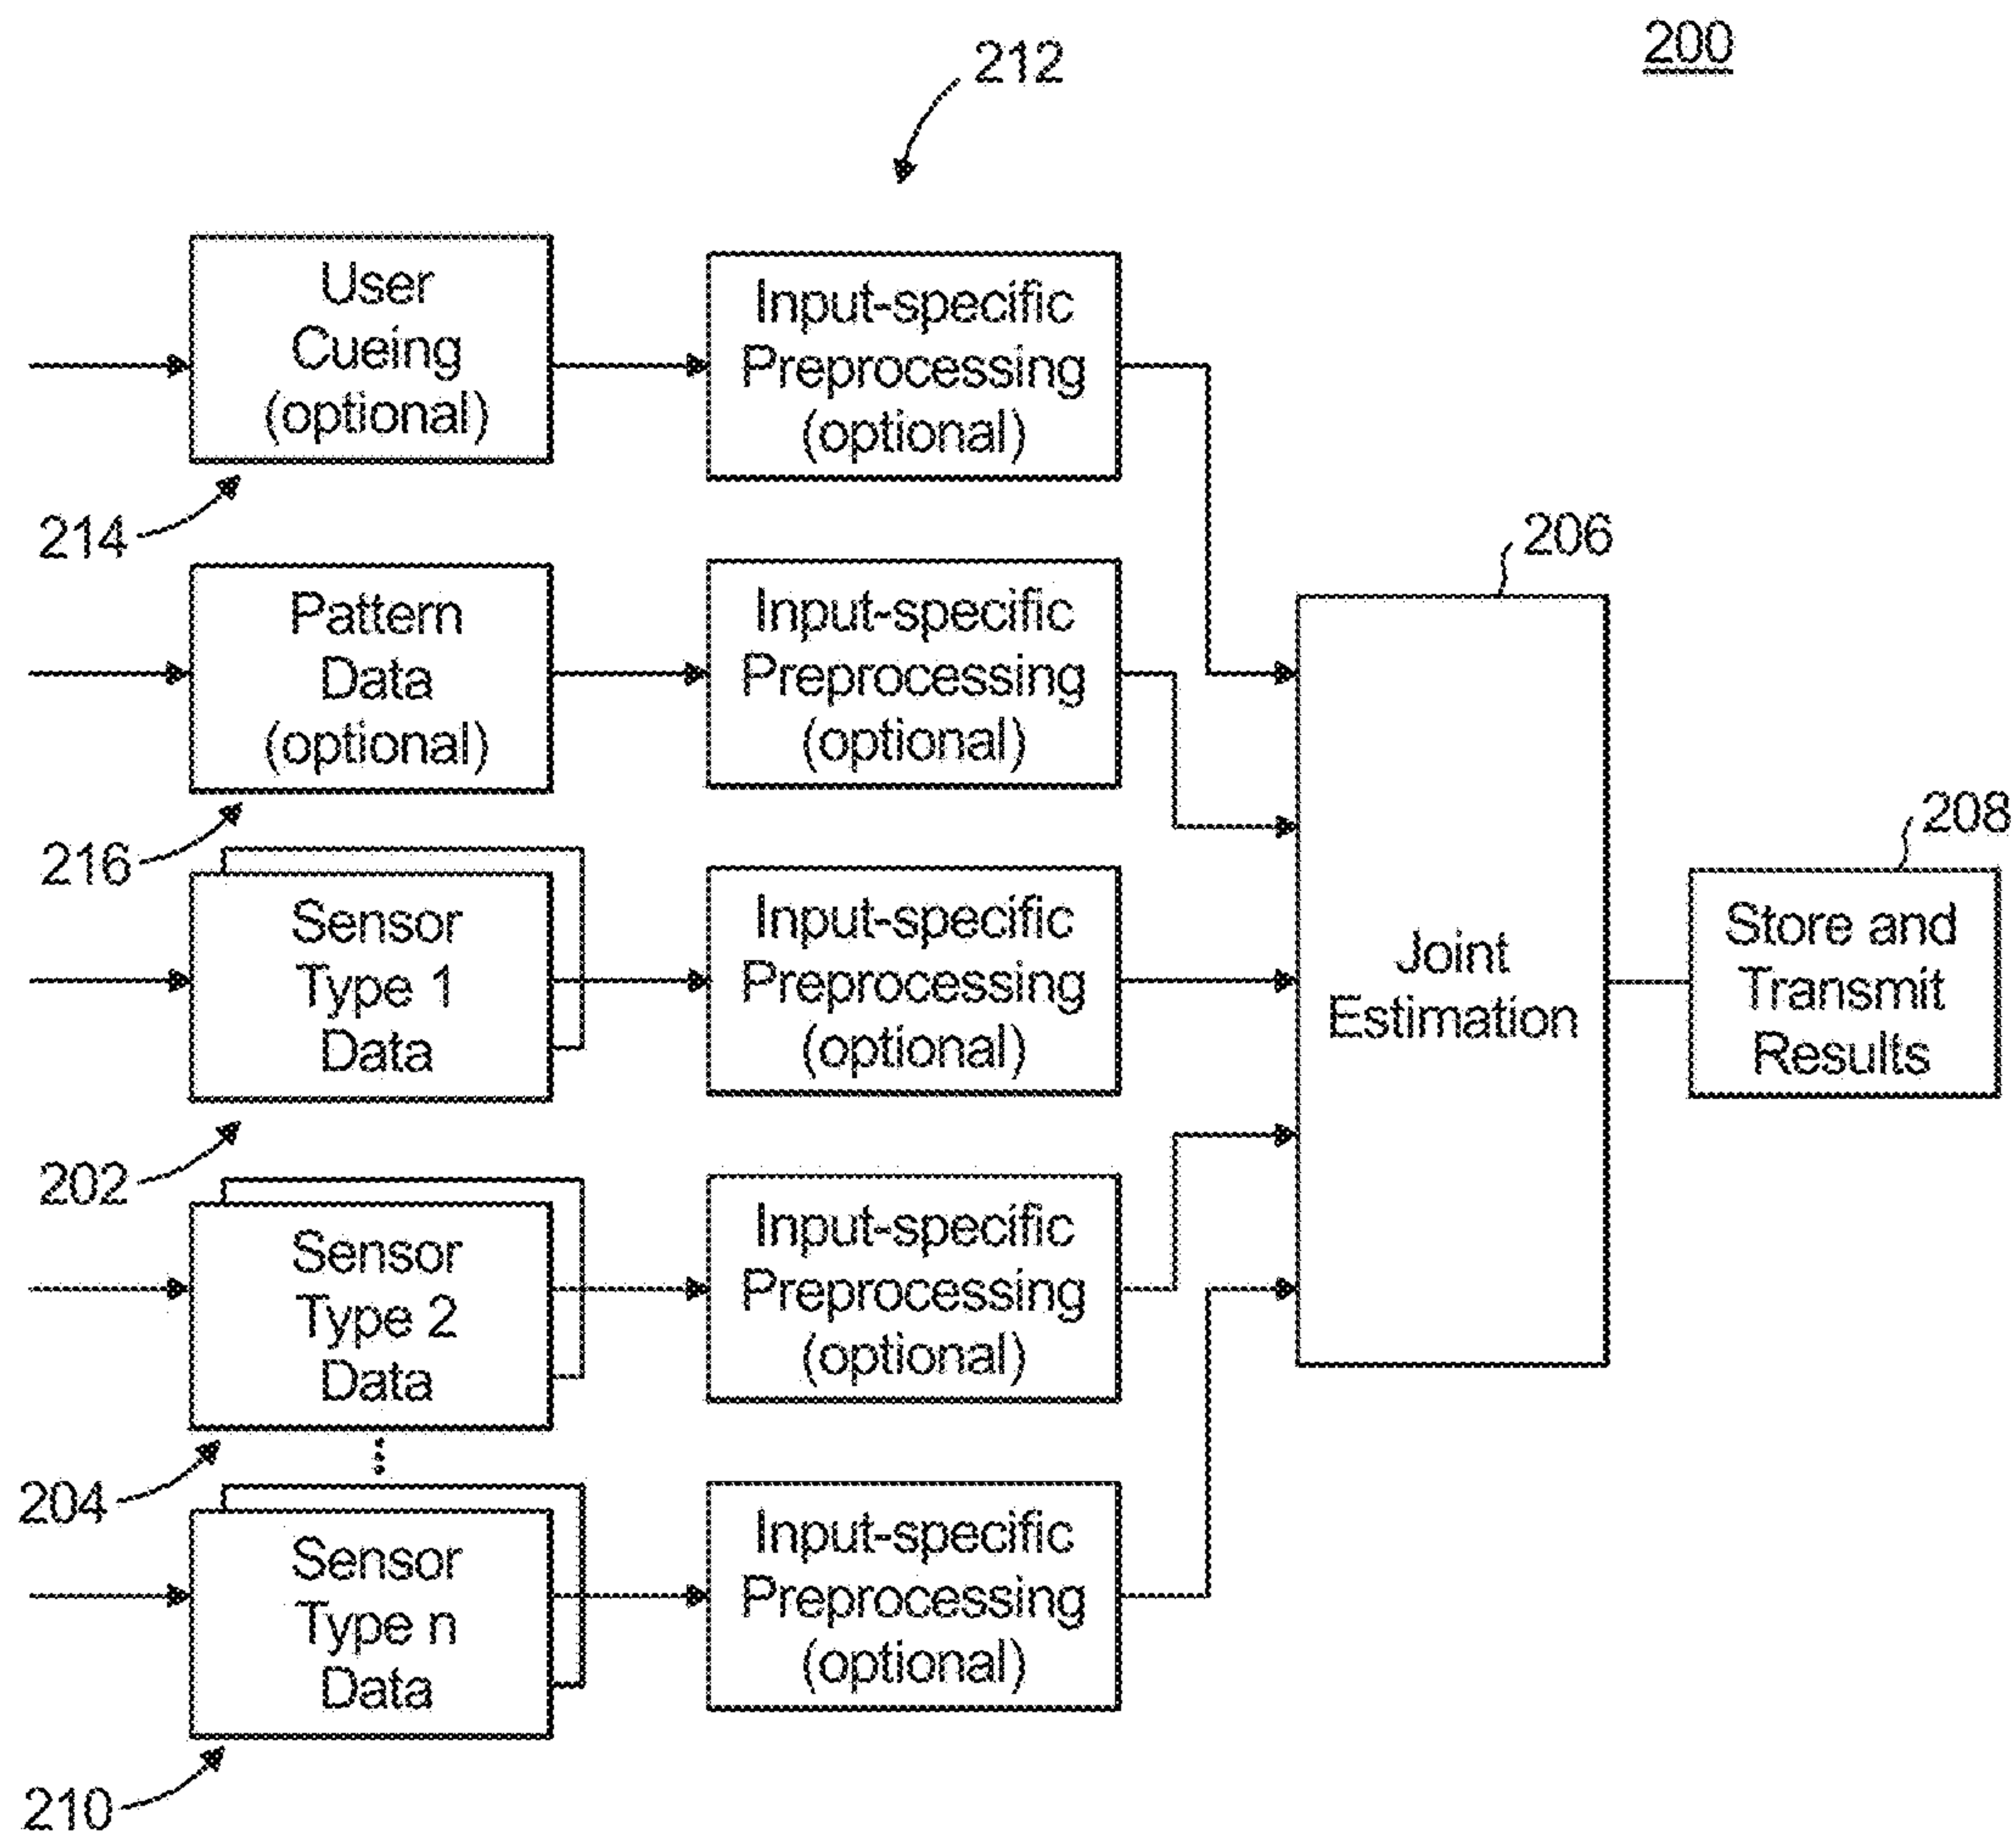 200
212
User
Cueing
(optional)
Input-specific
Preprocessing
(optional)
214
Pattern
Data
(optional)
Input-specific
Preprocessing
(optional)
206
216
Sensor
Type 1
Data
Input-specific
Preprocessing
(optional)
Joint
Estimation
208
Store and
Transmit
Results
202
Sensor
Type 2
Data
Input-specific
Preprocessing
(optional)
204
Sensor
Type n
Data
Input-specific
Preprocessing
(optional)
210